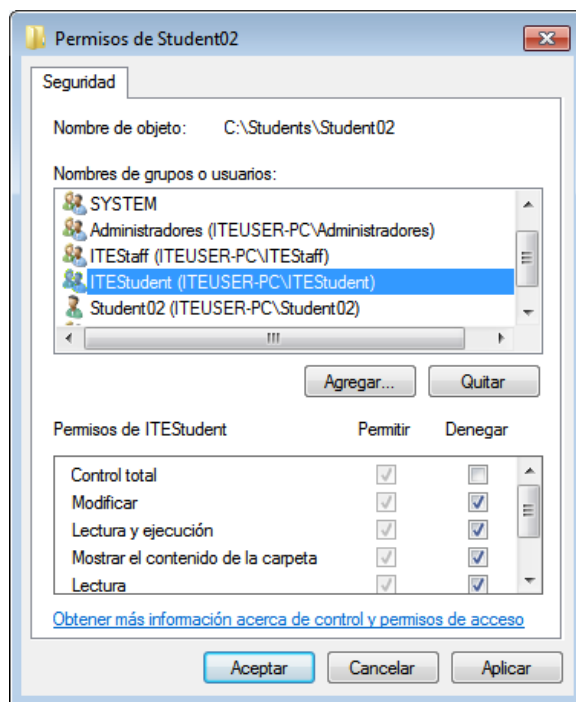 Permisos de Student02
Seguridad
Nombre de objeto: C:\Students\Student02
Nombres de grupos o usuarios:
SYSTEM
Administradores (ITEUSER-PC\Administradores)
ITEStaff (ITEUSER-PC\ITEStaff)
ITEStudent (ITEUSER-PC\ITEStudent)
Student02 (ITEUSER-PC\Student02)
Agregar... Quitar
Permisos de ITEStudent Permitir Denegar
Control total
Modificar
Lectura y ejecución
Mostrar el contenido de la carpeta
Lectura
Obtener más información acerca de control y permisos de acceso
Aceptar Cancelar Aplicar